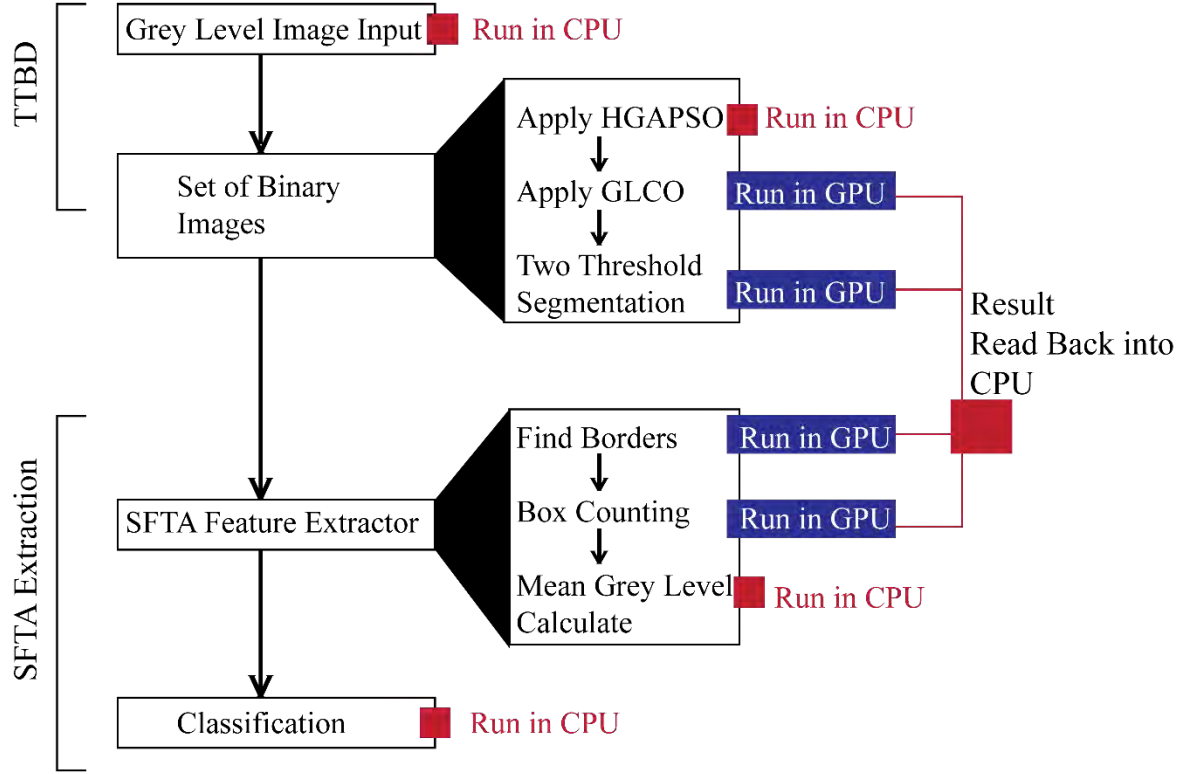 TTBD
Grey Level Image Input
Run in CPU
Set of Binary
Images
Apply HGAPSO
Run in CPU
Apply GLCO
Run in GPU
Two Threshold
Segmentation
Run in GPU
Result
Read Back into
CPU
SFTA Extraction
SFTA Feature Extractor
Find Borders
Run in GPU
Box Counting
Run in GPU
Mean Grey Level
Calculate
Run in CPU
Classification
Run in CPU